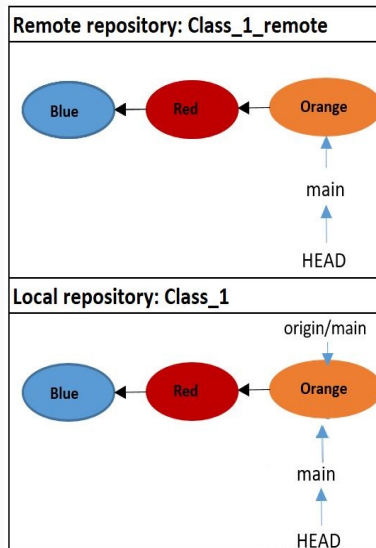 Remote repository: Class_1_remote
Blue Red Orange
main
HEAD
Local repository: Class_1
origin/main
Blue Red Orange
main
HEAD